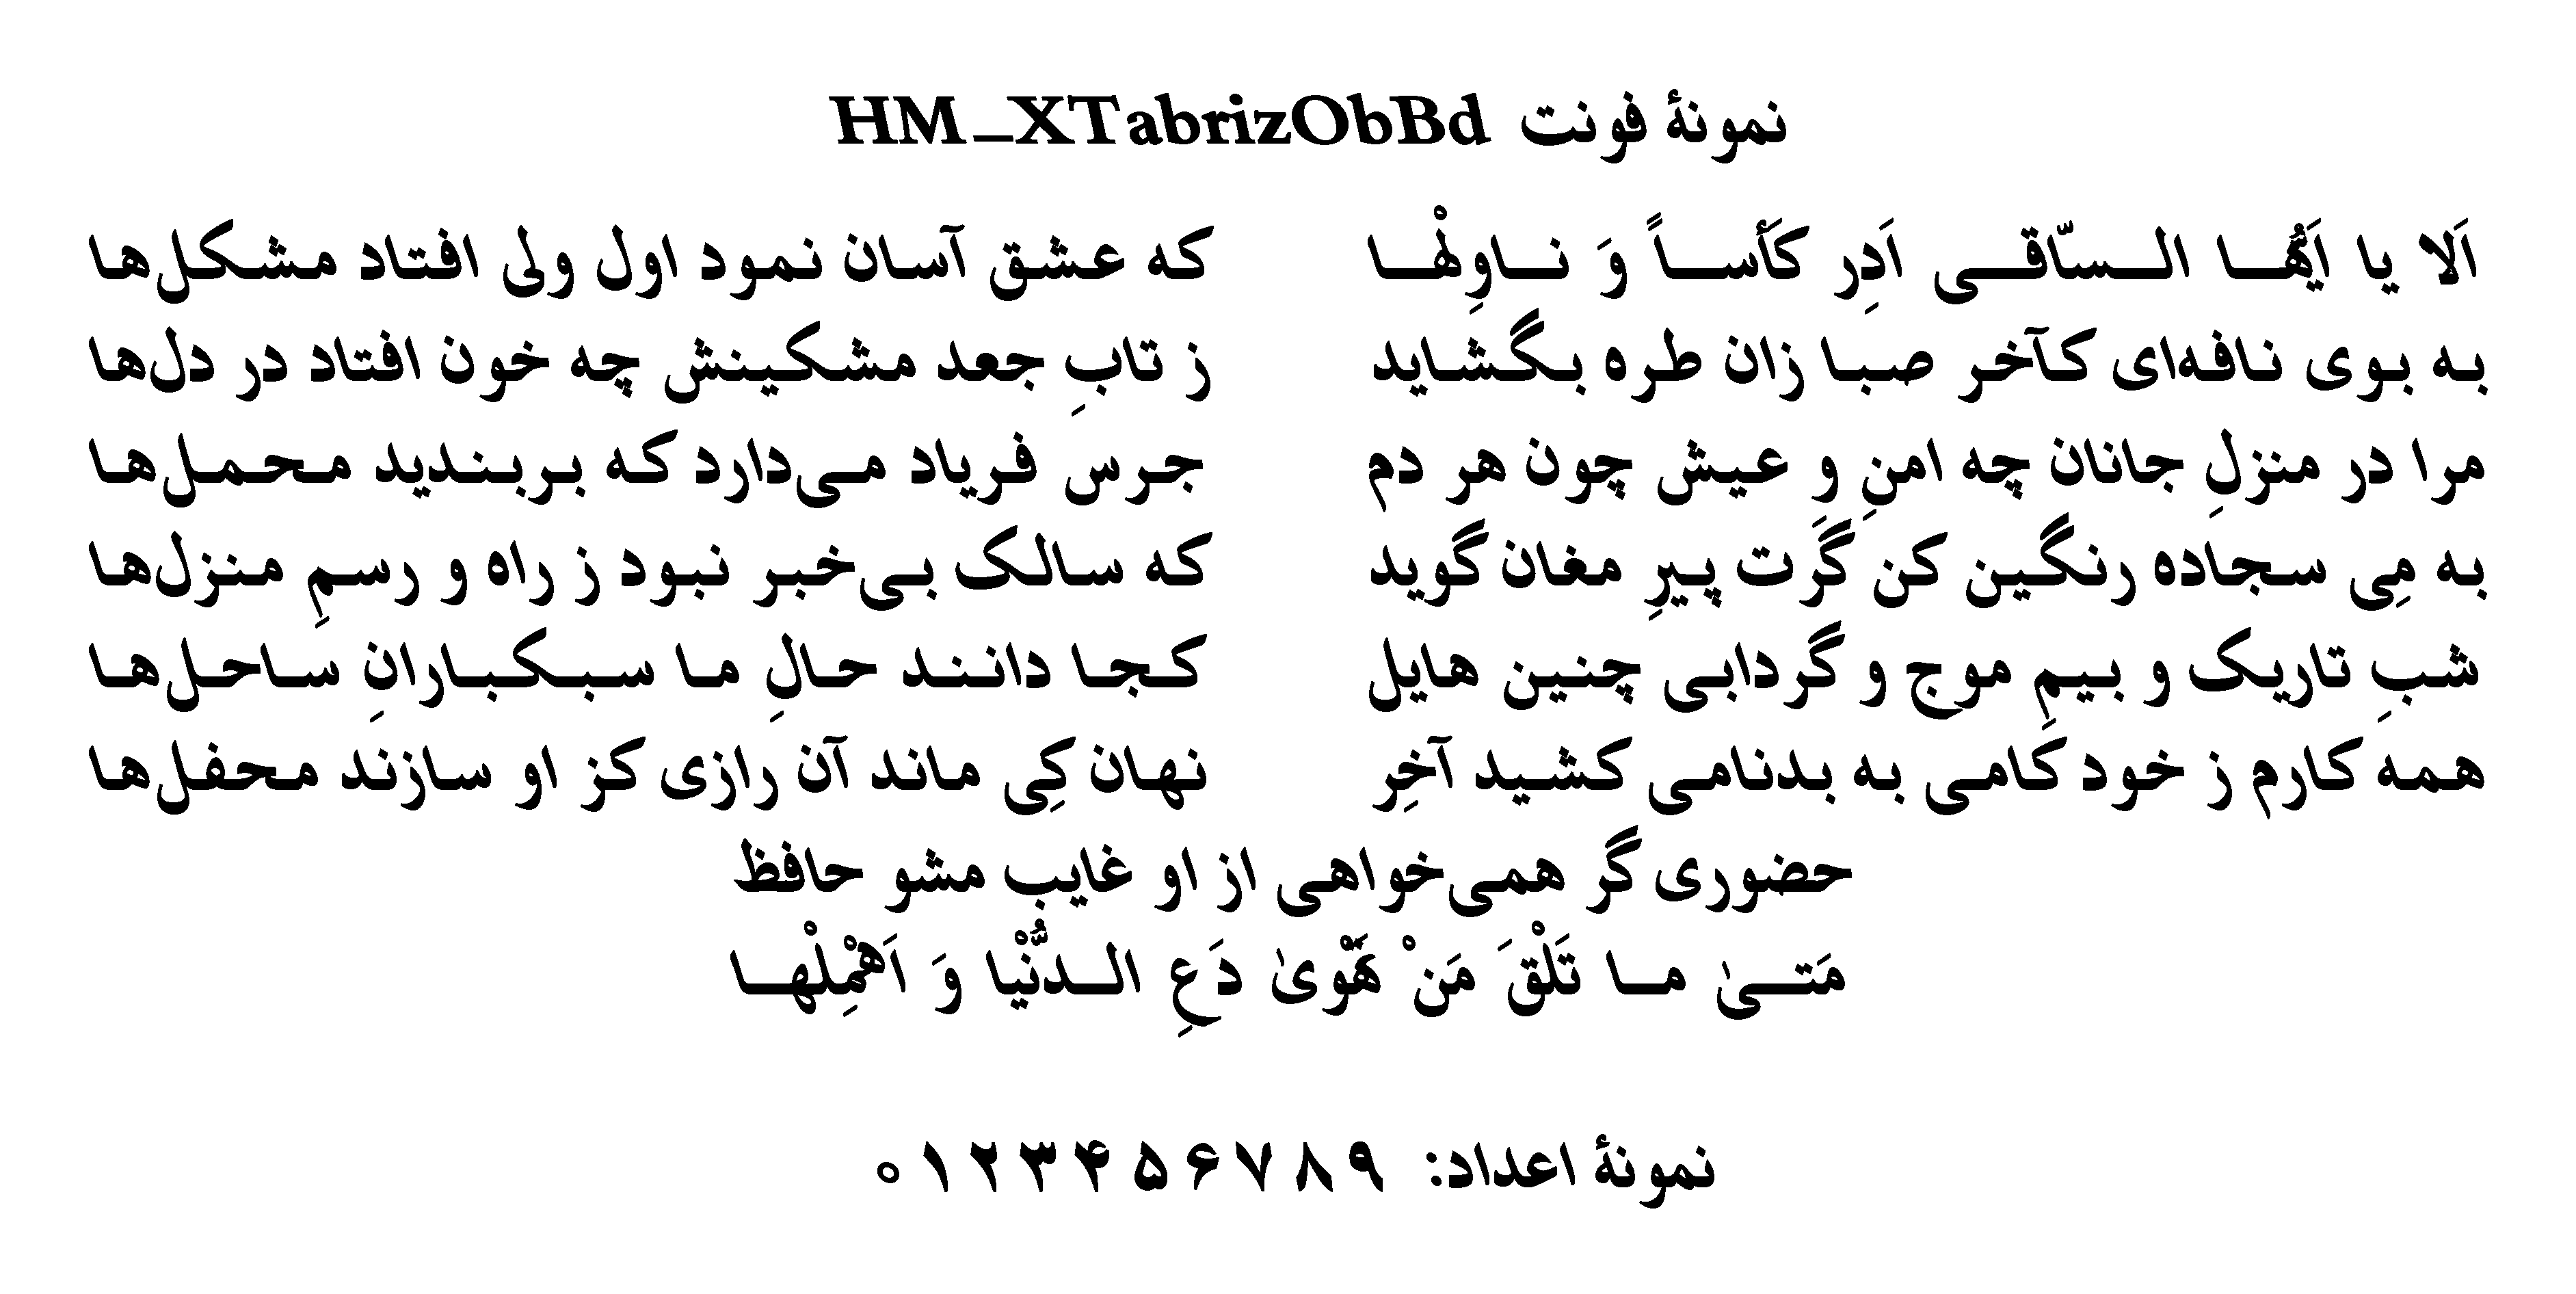 نمونهٔ فونت HM_XTabrizObBd
اَلا یا اَیُّهَا السّاقی اَدِر کَأساً وَ ناوِلْها که عشق آسان نمود اول ولی افتاد مشکل‌ها
به بوی نافه‌ای کآخر صبا زان طره بگشاید ز تابِ جعد مشکینش چه خون افتاد در دل‌ها
مرا در منزلِ جانان چه امنِ و عیش چون هر دم جرس فریاد می‌دارد که بربندید محمل‌ها
به مِی سجاده رنگین کن گَرَت پیرِ مغان گوید که سالک بی‌خبر نبود ز راه و رسمِ منزل‌ها
شبِ تاریک و بیمِ موج و گردابی چنین هایل کجا دانند حالِ ما سبکبارانِ ساحل‌ها
همه کارم ز خود کامی به بدنامی کشید آخِر نهان کِی ماند آن رازی کز او سازند محفل‌ها
حضوری گر همی‌خواهی از او غایب مشو حافظ
مَتیٰ ما تَلْقَ مَنْ تَهْویٰ دَعِ الدُّنْیا وَ اَهْمِلْها
نمونهٔ اعداد: ۰۱۲۳۴۵۶۷۸۹